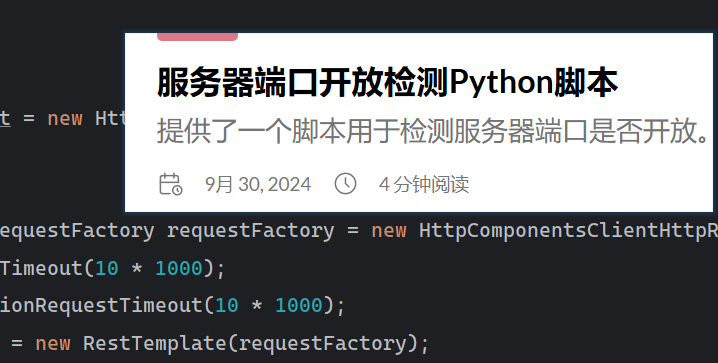 服务器端口开放检测Python脚本
提供了一个脚本用于检测服务器端口是否开放。
t = new Htt
9月 30, 2024 4 分钟阅读
equestFactory requestFactory = new HttpComponentsClientHttpR
Timeout(10 * 1000);
ionRequestTimeout(10 * 1000);
= new RestTemplate(requestFactory);